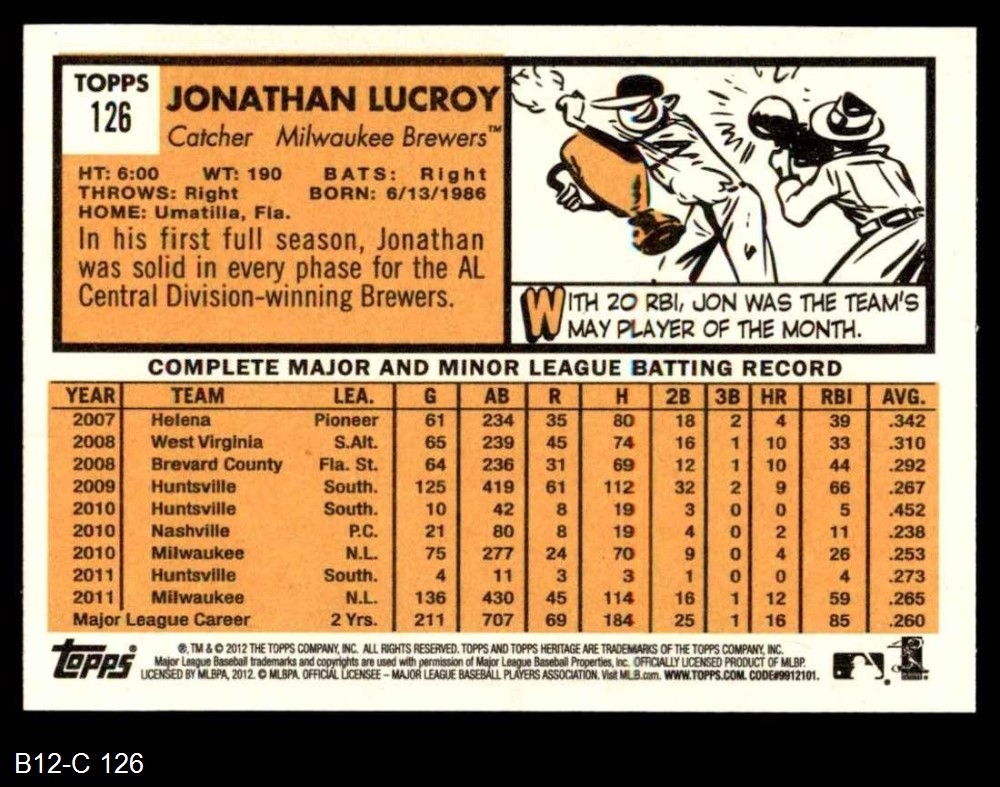 TOPPS
126
JONATHAN LUCROY
Catcher Milwaukee Brewers™
HT: 6:00 WT: 190 BATS: Right
THROWS: Right BORN: 6/13/1986
HOME: Umatilla, Fla.
In his first full season, Jonathan
was solid in every phase for the AL
Central Division-winning Brewers.
WITH 20 RBI, JON WAS THE TEAM'S
MAY PLAYER OF THE MONTH.
COMPLETE MAJOR AND MINOR LEAGUE BATTING RECORD
YEAR TEAM LEA. G AB R H 2B 3B HR RBI AVG.
2007 Helena Pioneer 61 234 35 80 18 2 4 39 .342
2008 West Virginia S.Alt. 65 239 45 74 16 1 10 33 .310
2008 Brevard County Fla. St. 64 236 31 69 12 1 10 44 .292
2009 Huntsville South. 125 419 61 112 32 2 9 66 .267
2010 Huntsville South. 10 42 8 19 3 0 0 5 .452
2010 Nashville P.C. 21 80 8 19 4 0 2 11 .238
2010 Milwaukee N.L. 75 277 24 70 9 0 4 26 .253
2011 Huntsville South. 4 11 3 3 1 0 0 4 .273
2011 Milwaukee N.L. 136 430 45 114 16 1 12 59 .265
Major League Career 2 Yrs. 211 707 69 184 25 1 16 85 .260
topps®
®, TM & © 2012 THE TOPPS COMPANY, INC. ALL RIGHTS RESERVED. TOPPS AND TOPPS HERITAGE ARE TRADEMARKS OF THE TOPPS COMPANY, INC.
Major League Baseball trademarks and copyrights are used with permission of Major League Baseball Properties, Inc. OFFICIALLY LICENSED PRODUCT OF MLBP.
LICENSED BY MLBPA, 2012. © MLBPA. OFFICIAL LICENSEE – MAJOR LEAGUE BASEBALL PLAYERS ASSOCIATION. Visit MLB.com. WWW.TOPPS.COM. CODE#9912101.
B12-C 126